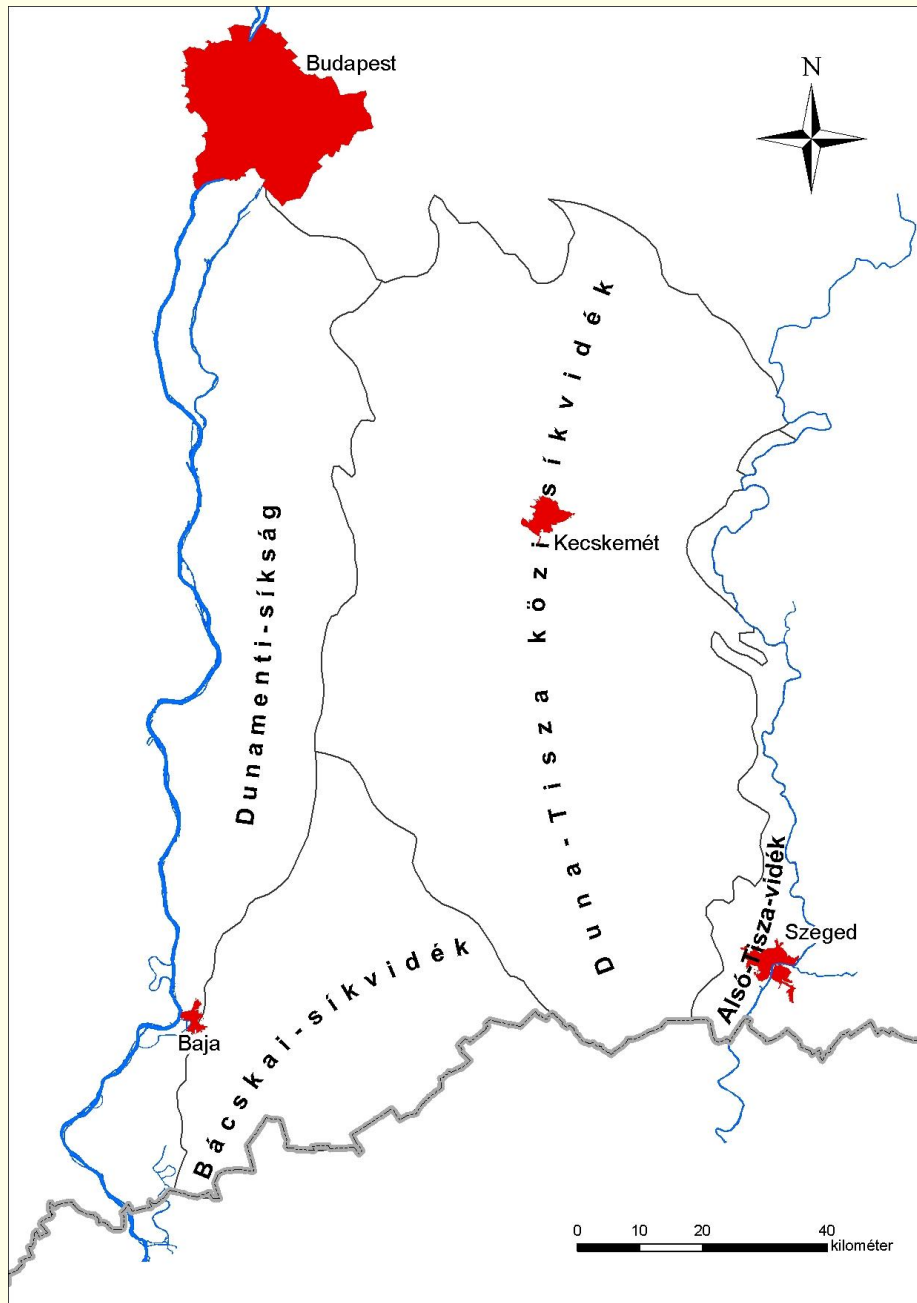 Budapest
N
Duna-Tisza közi síkvidék
Kecskemét
Dunamenti-síkság
Alsó-Tisza-vidék
Szeged
Bácskai-síkvidék
Baja
0 10 20 40
kilométer